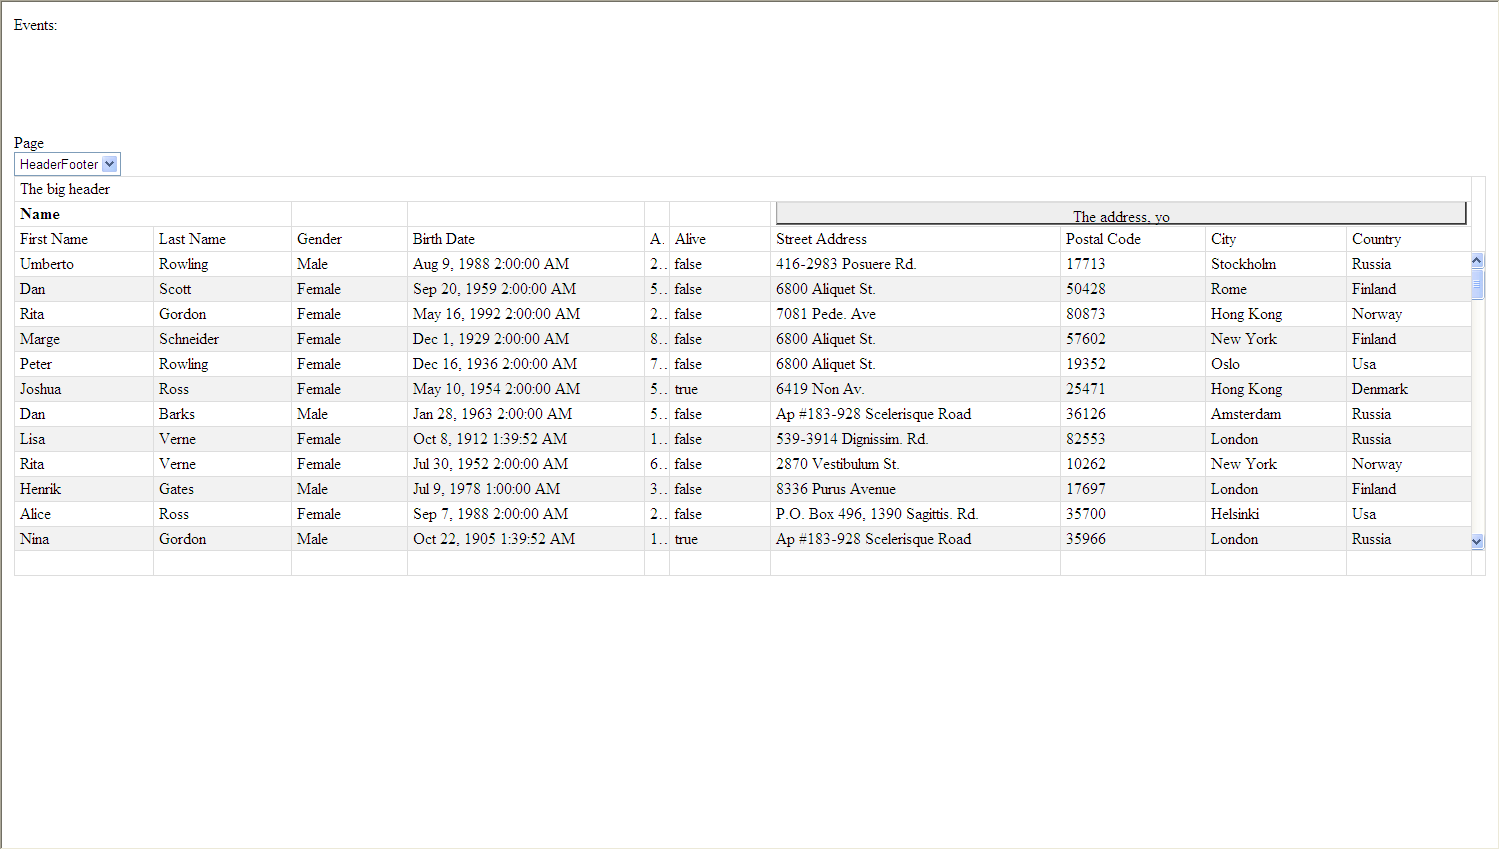 Events:
Page
HeaderFooter
The big header
Name The address, yo
First Name Last Name Gender Birth Date A. Alive Street Address Postal Code City Country
Umberto Rowling Male Aug 9, 1988 2:00:00 AM 2.. false 416-2983 Posuere Rd. 17713 Stockholm Russia
Dan Scott Female Sep 20, 1959 2:00:00 AM 5.. false 6800 Aliquet St. 50428 Rome Finland
Rita Gordon Female May 16, 1992 2:00:00 AM 2.. false 7081 Pede. Ave 80873 Hong Kong Norway
Marge Schneider Female Dec 1, 1929 2:00:00 AM 8.. false 6800 Aliquet St. 57602 New York Finland
Peter Rowling Female Dec 16, 1936 2:00:00 AM 7.. false 6800 Aliquet St. 19352 Oslo Usa
Joshua Ross Female May 10, 1954 2:00:00 AM 5.. true 6419 Non Av. 25471 Hong Kong Denmark
Dan Barks Male Jan 28, 1963 2:00:00 AM 5.. false Ap #183-928 Scelerisque Road 36126 Amsterdam Russia
Lisa Verne Female Oct 8, 1912 1:39:52 AM 1.. false 539-3914 Dignissim. Rd. 82553 London Russia
Rita Verne Female Jul 30, 1952 2:00:00 AM 6.. false 2870 Vestibulum St. 10262 New York Norway
Henrik Gates Male Jul 9, 1978 1:00:00 AM 3.. false 8336 Purus Avenue 17697 London Finland
Alice Ross Female Sep 7, 1988 2:00:00 AM 2.. false P.O. Box 496, 1390 Sagittis. Rd. 35700 Helsinki Usa
Nina Gordon Male Oct 22, 1905 1:39:52 AM 1.. true Ap #183-928 Scelerisque Road 35966 London Russia